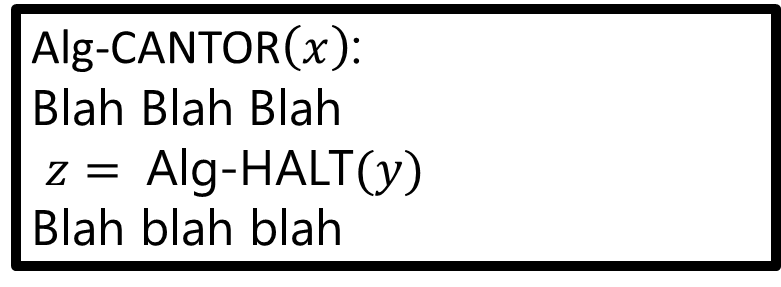 Alg-CANTOR(x):
Blah Blah Blah
z = Alg-HALT(y)
Blah blah blah